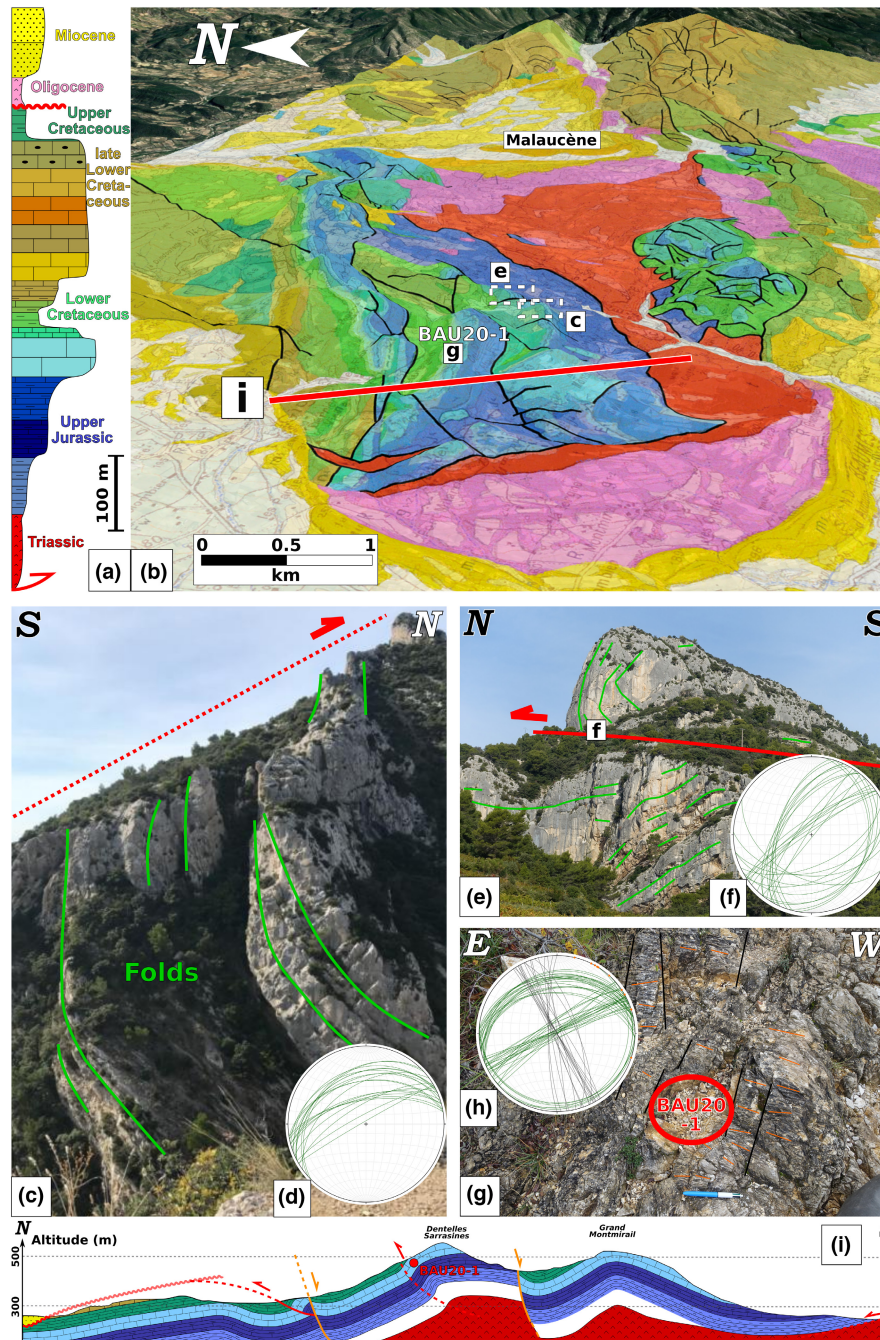 Miocene
Oligocene
Upper
Cretaceous
late
Lower
Creta-
ceous
Lower
Cretaceous
Upper
Jurassic
100 m
Triassic
(a)
(b)
N
Malaucène
e
c
BAU20-1
g
i
0 0.5 1
km
S
N
Folds
(c)
(d)
N
S
f
(e)
(f)
E
W
(h)
BAU20
-1
(g)
N
Altitude (m)
500
300
Dentelles
Sarrasines
Grand
Montmirail
(i)
BAU20-1